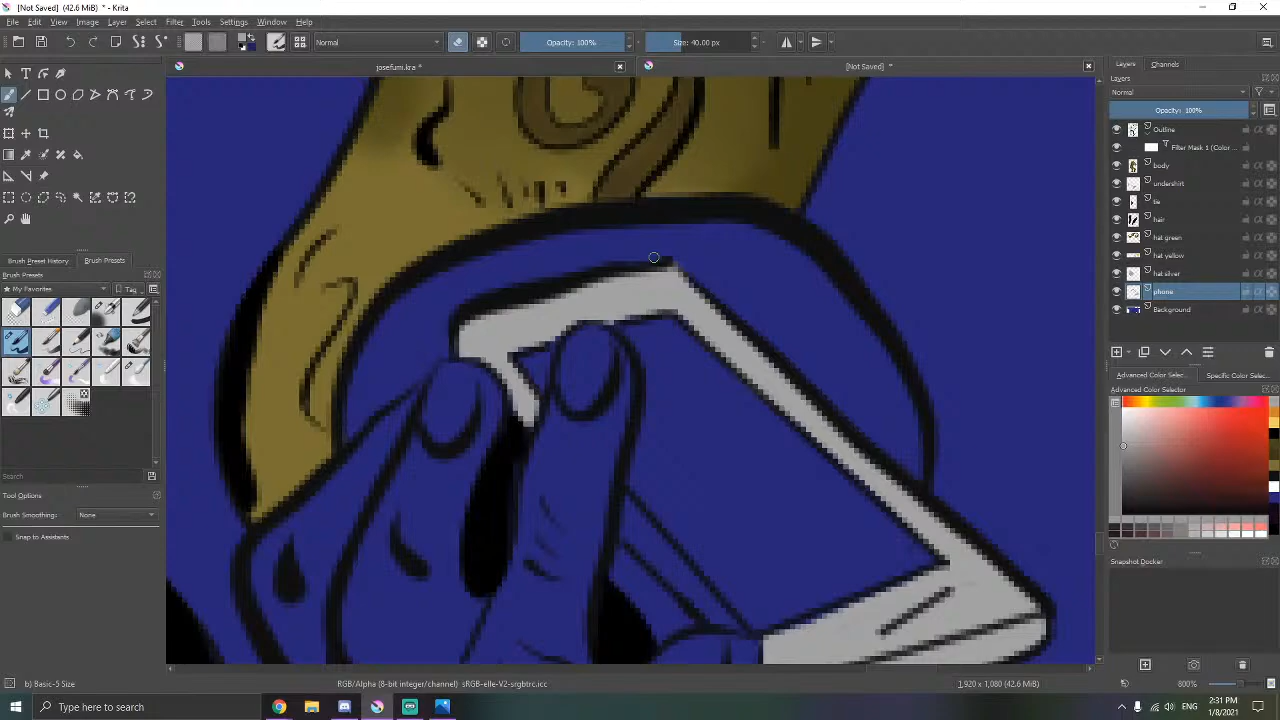 [Not Saved] (42.6 MiB) * - Krita
File Edit View Image Layer Select Filter Tools Settings Window Help
Normal
Opacity: 100%
Size: 40.00 px
josefumi.kra *
[Not Saved] *
Layers Channels
Layers
Normal
Opacity: 100%
Outline
Filter Mask 1 (Color ...
body
undershirt
tie
hair
hat green
hat yellow
hat silver
phone
Background
Brush Preset History Brush Presets
Brush Presets
My Favorites
Tag
Search
Tool Options
Brush Smoothing: None
Snap to Assistants
Advanced Color Selec... Specific Color Selec...
Advanced Color Selector
Snapshot Docker
b) Basic-5 Size
RGB/Alpha (8-bit integer/channel) sRGB-elle-V2-srgbtrc.icc
1,920 x 1,080 (42.6 MiB)
800%
Type here to search
ENG
2:31 PM
1/8/2021